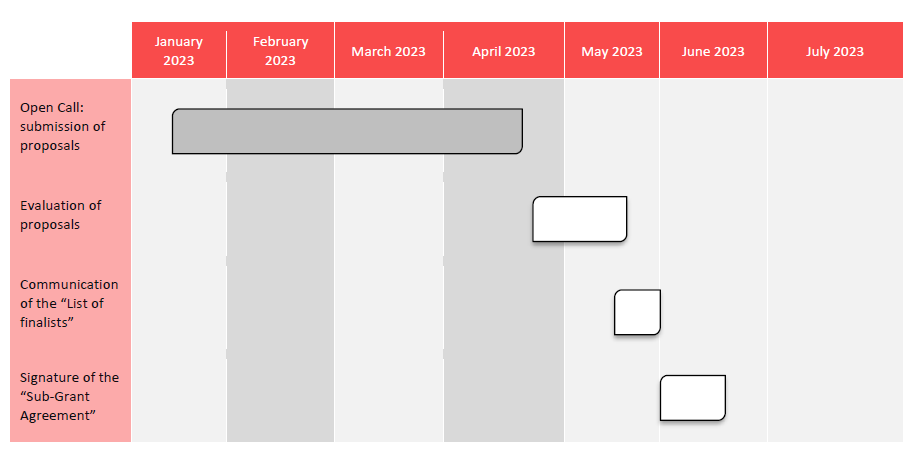 January
2023
February
2023
March 2023
April 2023
May 2023
June 2023
July 2023
Open Call:
submission of
proposals
Evaluation of
proposals
Communication
of the “List of
finalists”
Signature of the
“Sub-Grant
Agreement”